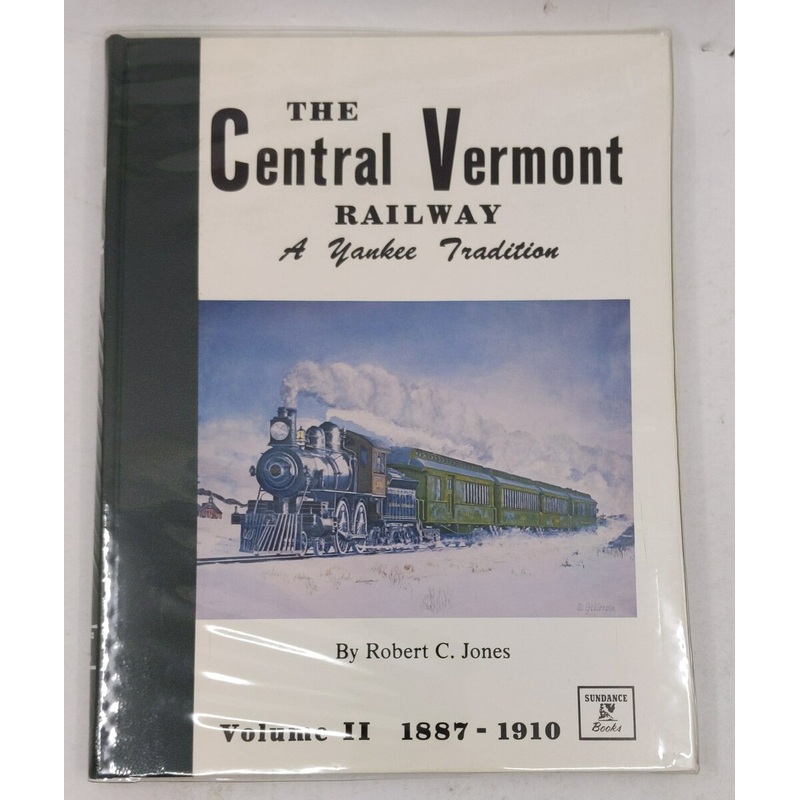 THE
Central Vermont
RAILWAY
A Yankee Tradition
By Robert C. Jones
SUNDANCE
Books
Volume II 1887-1910